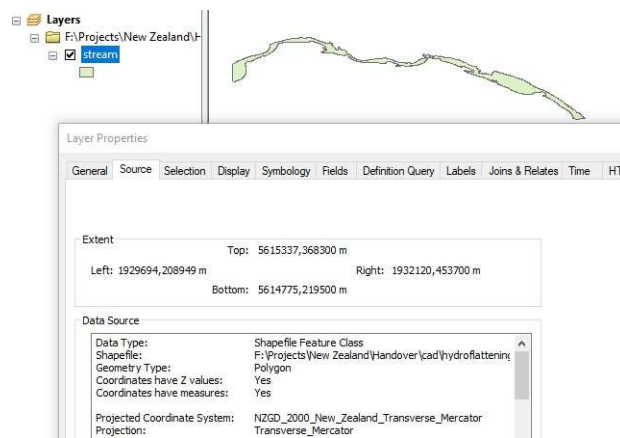 Layers
F:\Projects\New Zealand\H
stream
Layer Properties
General Source Selection Display Symbology Fields Definition Query Labels Joins & Relates Time HT
Extent
Top: 5615337,368300 m
Left: 1929694,208949 m Right: 1932120,453700 m
Bottom: 5614775,219500 m
Data Source
Data Type: Shapefile Feature Class
Shapefile: F:\Projects\New Zealand\Handover\cad\hydroflattening
Geometry Type: Polygon
Coordinates have Z values: Yes
Coordinates have measures: Yes
Projected Coordinate System: NZGD_2000_New_Zealand_Transverse_Mercator
Projection: Transverse_Mercator